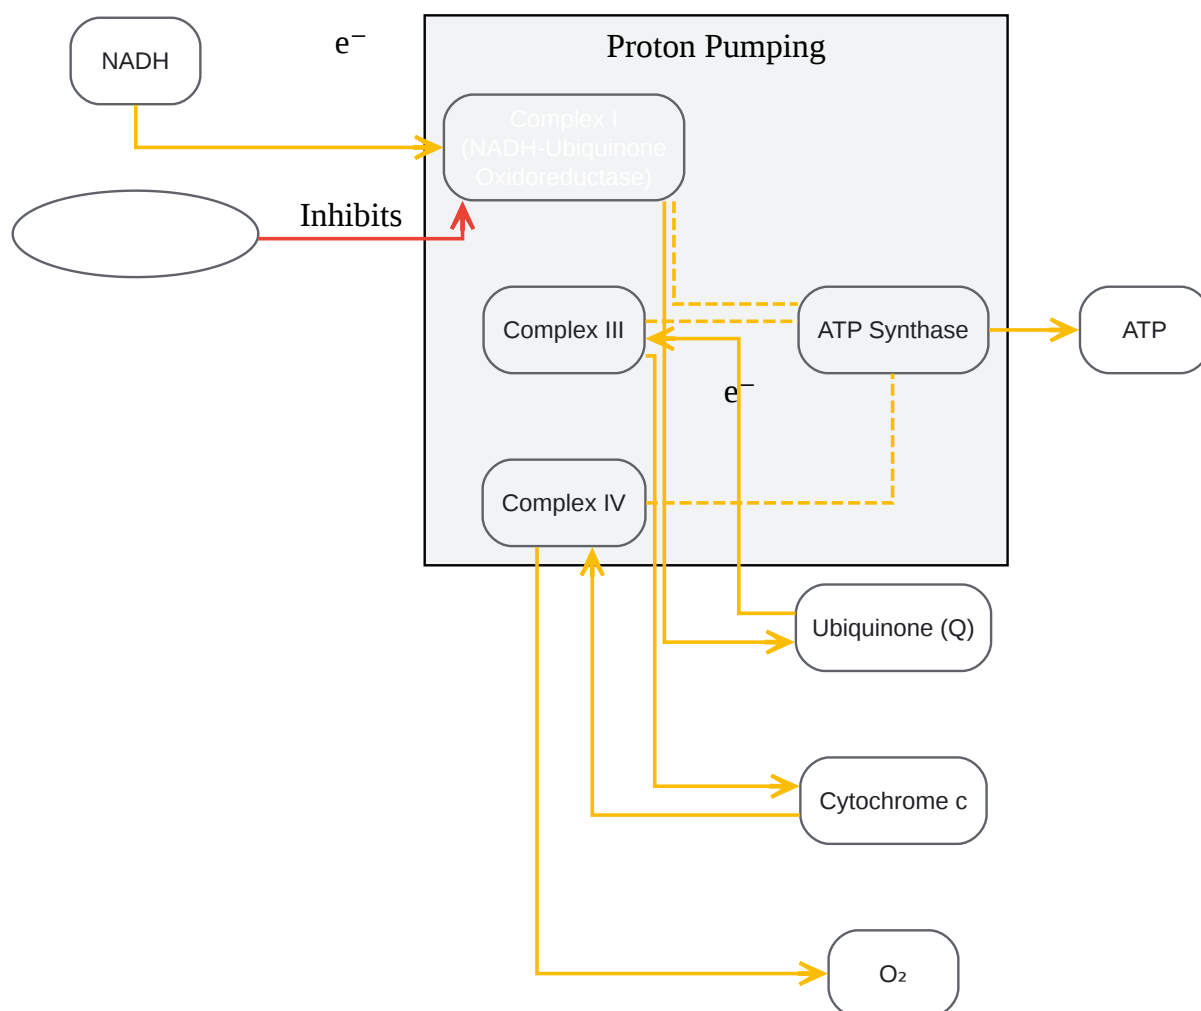 e⁻
Proton Pumping
NADH
Complex I
(NADH-Ubiquinone
Oxidoreductase)
Inhibits
Complex III
ATP Synthase
ATP
e⁻
Complex IV
Ubiquinone (Q)
Cytochrome c
O₂